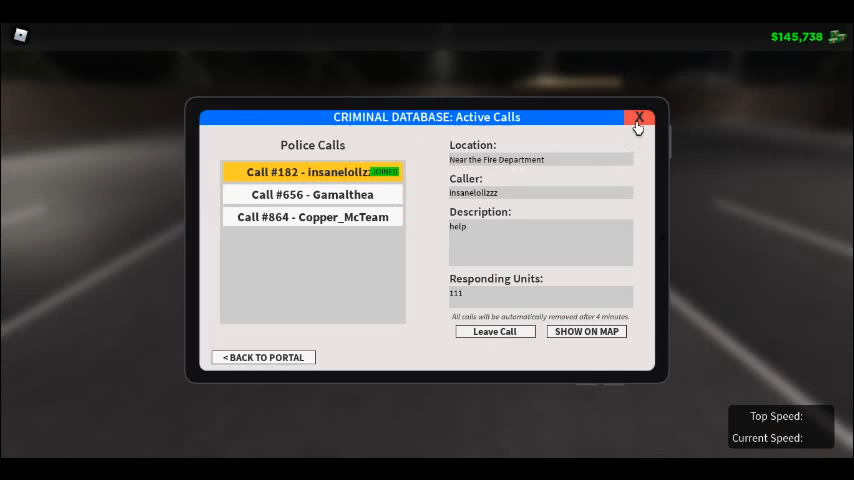 $145,738
CRIMINAL DATABASE: Active Calls
X
Police Calls
Call #182 - insanelollzz
JOINED
Call #656 - Gamalthea
Call #864 - Copper_McTeam
Location:
Near the Fire Department
Caller:
insanelollzzz
Description:
help
Responding Units:
111
All calls will be automatically removed after 4 minutes.
Leave Call
SHOW ON MAP
< BACK TO PORTAL
Top Speed:
Current Speed: